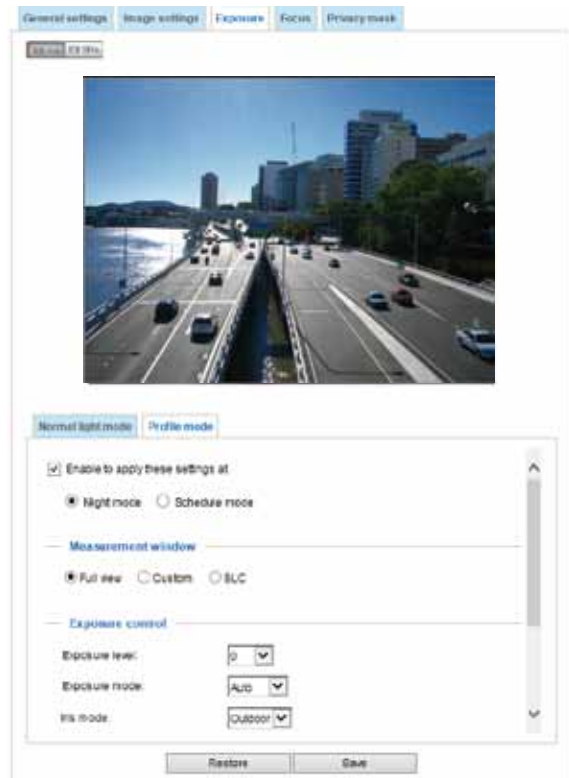 General settings Image settings Exposure Focus Privacy mask
Normal light mode Profile mode
Enable to apply these settings at
Night mode Schedule mode
Measurement window
Full view Custom BLC
Exposure control
Exposure level: 0
Exposure mode: Auto
Iris mode: Outdoor
Restore Save